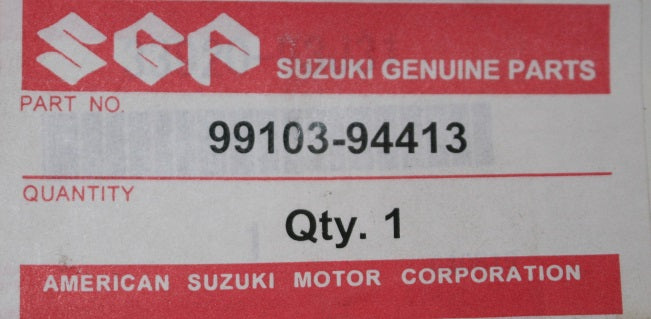 SGP SUZUKI GENUINE PARTS
PART NO.
99103-94413
QUANTITY
Qty. 1
AMERICAN SUZUKI MOTOR CORPORATION